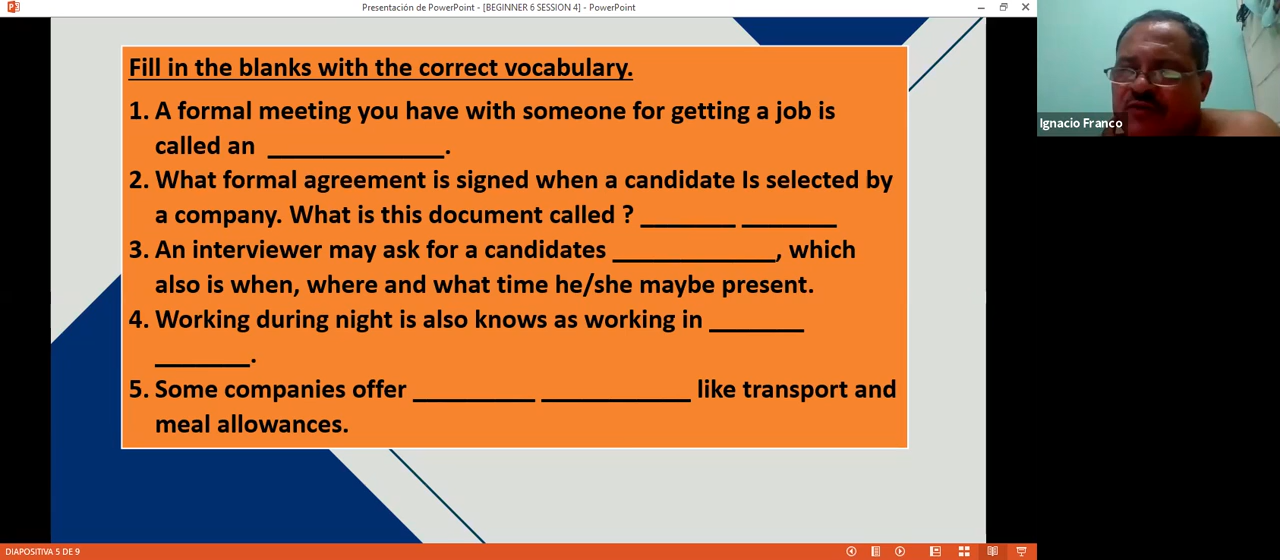 Presentación de PowerPoint - [BEGINNER 6 SESSION 4] - PowerPoint
Fill in the blanks with the correct vocabulary.
1. A formal meeting you have with someone for getting a job is
called an _____________.
2. What formal agreement is signed when a candidate Is selected by
a company. What is this document called ? _______ _______
3. An interviewer may ask for a candidates ____________, which
also is when, where and what time he/she maybe present.
4. Working during night is also knows as working in _______
_______.
5. Some companies offer _________ ___________ like transport and
meal allowances.
Ignacio Franco
DIAPOSITIVA 5 DE 9